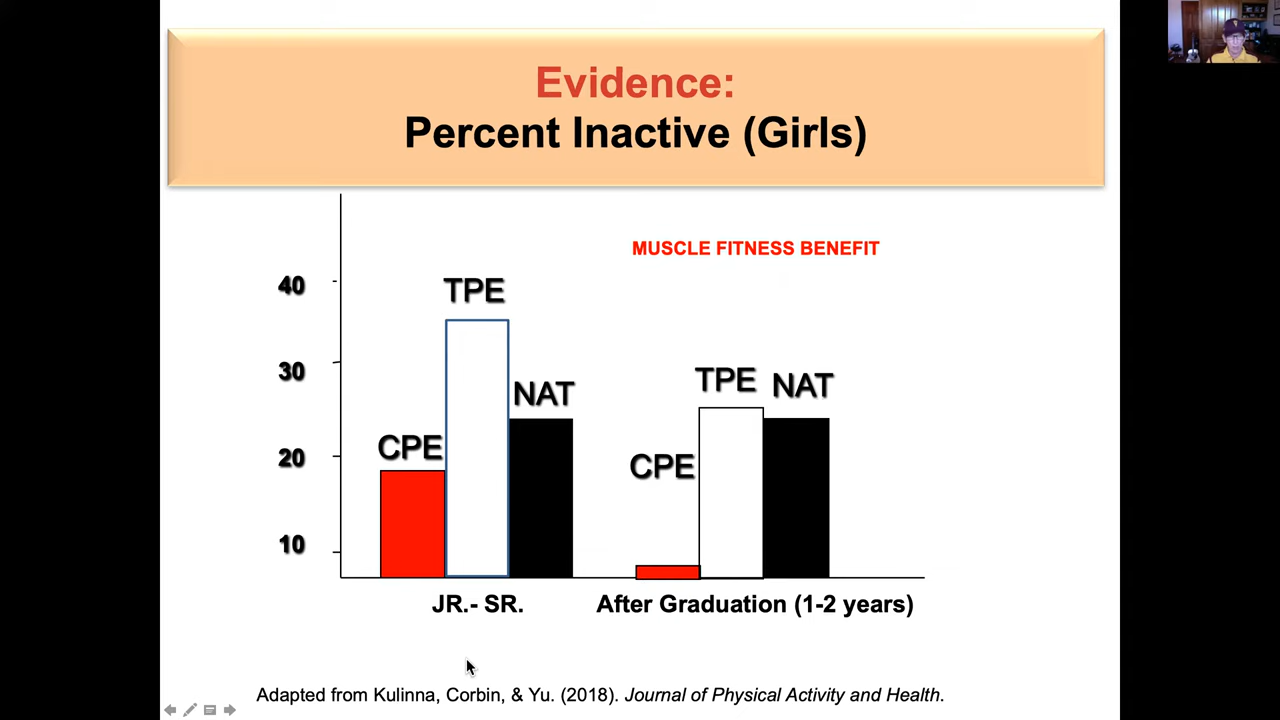 Evidence:
Percent Inactive (Girls)
MUSCLE FITNESS BENEFIT
40
30
20
10
TPE
NAT
CPE
TPE
NAT
CPE
JR.- SR.
After Graduation (1-2 years)
Adapted from Kulinna, Corbin, & Yu. (2018). Journal of Physical Activity and Health.